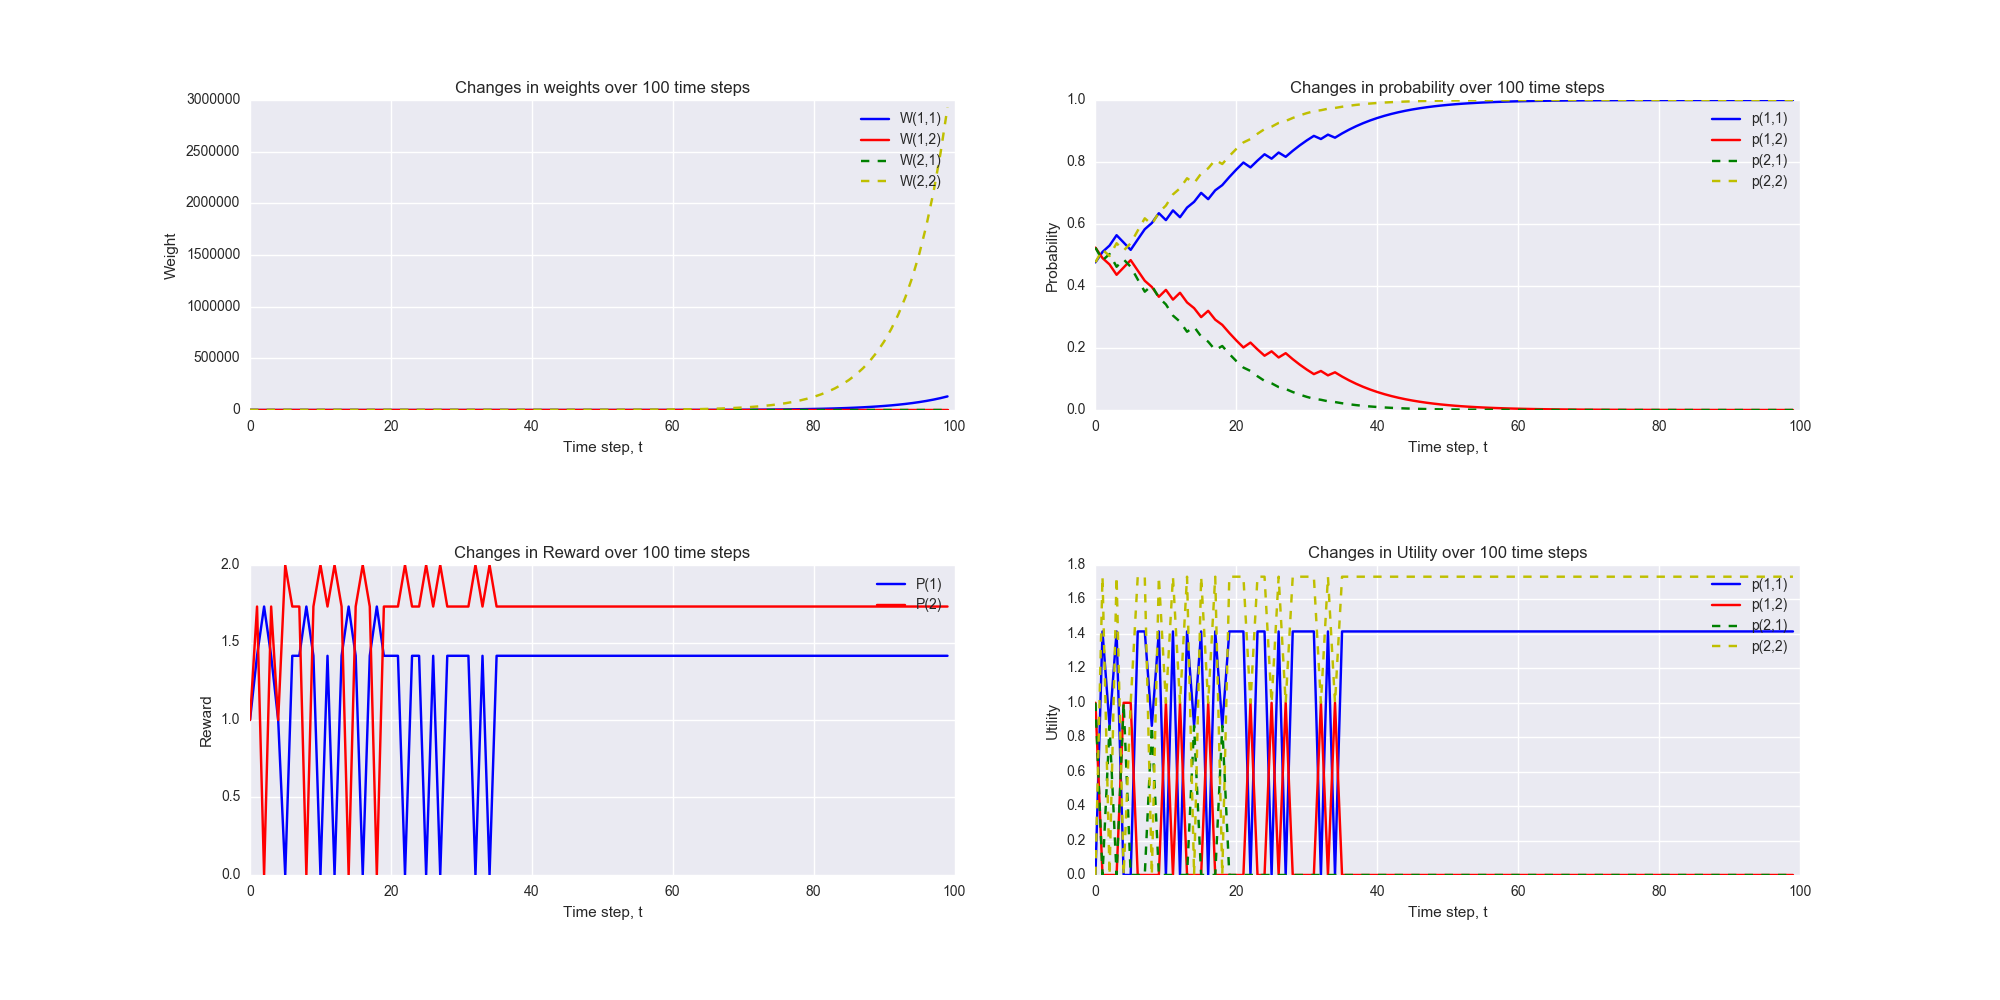 Changes in weights over 100 time steps
3000000
2500000
2000000
1500000
1000000
500000
0
Weight
W(1,1)
W(1,2)
W(2,1)
W(2,2)
0 20 40 60 80 100
Time step, t
Changes in probability over 100 time steps
1.0
0.8
0.6
0.4
0.2
0.0
Probability
p(1,1)
p(1,2)
p(2,1)
p(2,2)
0 20 40 60 80 100
Time step, t
Changes in Reward over 100 time steps
2.0
1.5
1.0
0.5
0.0
Reward
P(1)
P(2)
0 20 40 60 80 100
Time step, t
Changes in Utility over 100 time steps
1.8
1.6
1.4
1.2
1.0
0.8
0.6
0.4
0.2
0.0
Utility
p(1,1)
p(1,2)
p(2,1)
p(2,2)
0 20 40 60 80 100
Time step, t